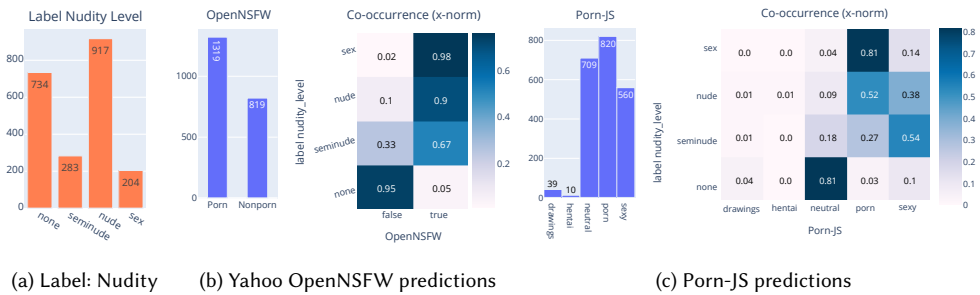 Label Nudity Level
800
600
400
200
0
734
283
917
204
none
seminude
nude
sex
(a) Label: Nudity
OpenNSFW
1000
500
0
1319
819
Porn
Nonporn
Co-occurrence (x-norm)
label nudity_level
sex
nude
seminude
none
0.02 0.98
0.1 0.9
0.33 0.67
0.95 0.05
false true
OpenNSFW
0.6
0.4
0.2
(b) Yahoo OpenNSFW predictions
Porn-JS
800
600
400
200
0
39
10
709
820
560
drawings
hentai
neutral
porn
sexy
Co-occurrence (x-norm)
label nudity_level
sex
nude
seminude
none
0.0 0.0 0.04 0.81 0.14
0.01 0.01 0.09 0.52 0.38
0.01 0.0 0.18 0.27 0.54
0.04 0.0 0.81 0.03 0.1
drawings hentai neutral porn sexy
Porn-JS
0.8
0.7
0.6
0.5
0.4
0.3
0.2
0.1
0
(c) Porn-JS predictions